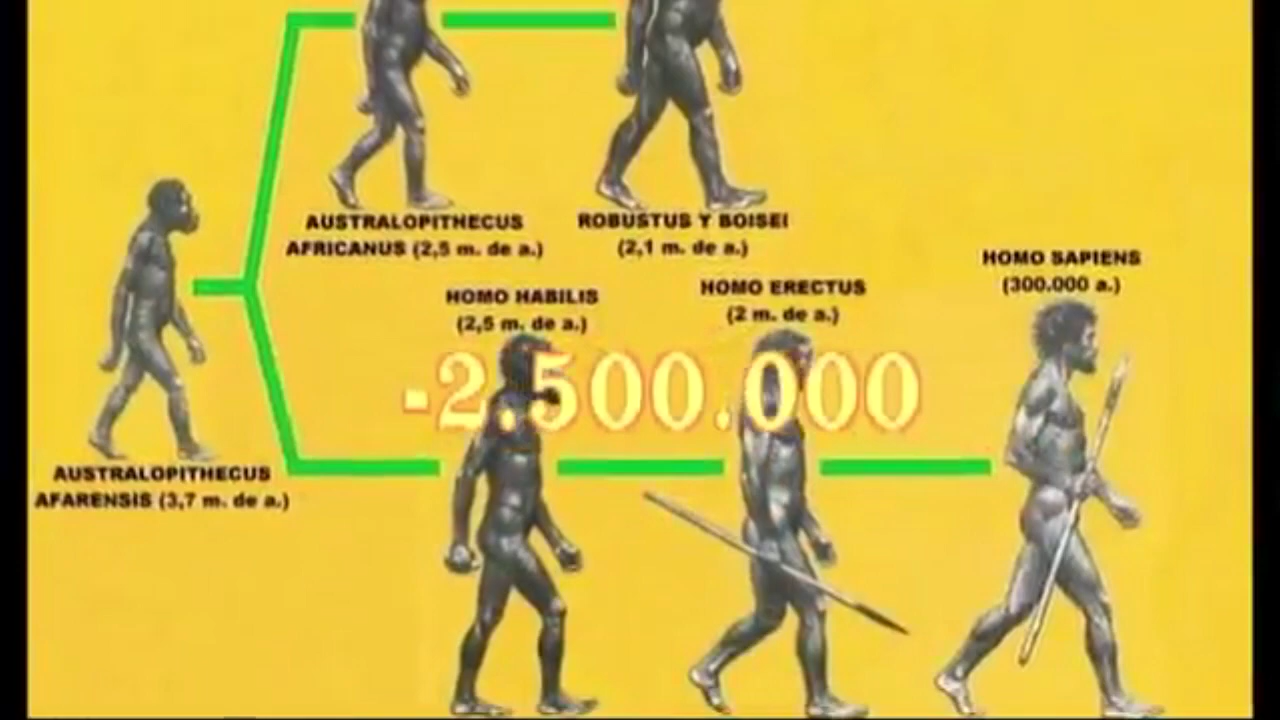 AUSTRALOPITHECUS
AFRICANUS (2,5 m. de a.)
ROBUSTUS Y BOISEI
(2,1 m. de a.)
HOMO SAPIENS
(300.000 a.)
HOMO HABILIS
(2,5 m. de a.)
HOMO ERECTUS
(2 m. de a.)
-2.500.000
AUSTRALOPITHECUS
AFARENSIS (3,7 m. de a.)